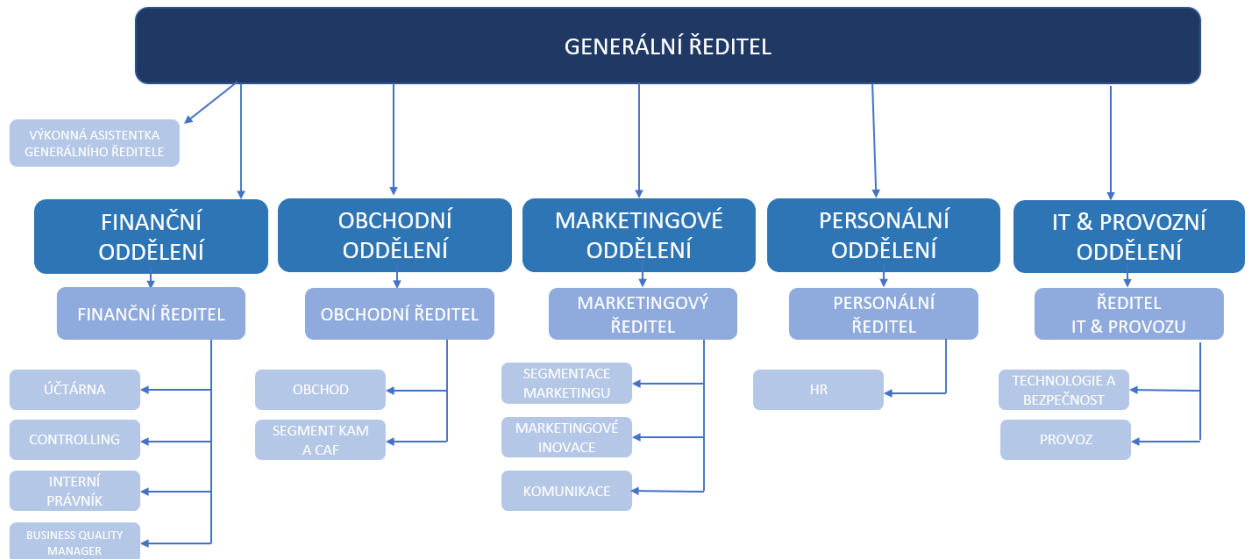 GENERÁLNÍ ŘEDITEL
VÝKONNÁ ASISTENTKA
GENERÁLNÍHO ŘEDITELE
FINANČNÍ
ODDĚLENÍ
OBCHODNÍ
ODDĚLENÍ
MARKETINGOVÉ
ODDĚLENÍ
PERSONÁLNÍ
ODDĚLENÍ
IT & PROVOZNÍ
ODDĚLENÍ
FINANČNÍ ŘEDITEL
OBCHODNÍ ŘEDITEL
MARKETINGOVÝ
ŘEDITEL
PERSONÁLNÍ
ŘEDITEL
ŘEDITEL
IT & PROVOZU
ÚČTÁRNA
CONTROLLING
INTERNÍ
PRÁVNÍK
BUSINESS QUALITY
MANAGER
OBCHOD
SEGMENT KAM
A CAF
SEGMENTACE
MARKETINGU
MARKETINGOVÉ
INOVACE
KOMUNIKACE
HR
TECHNOLOGIE A
BEZPEČNOST
PROVOZ